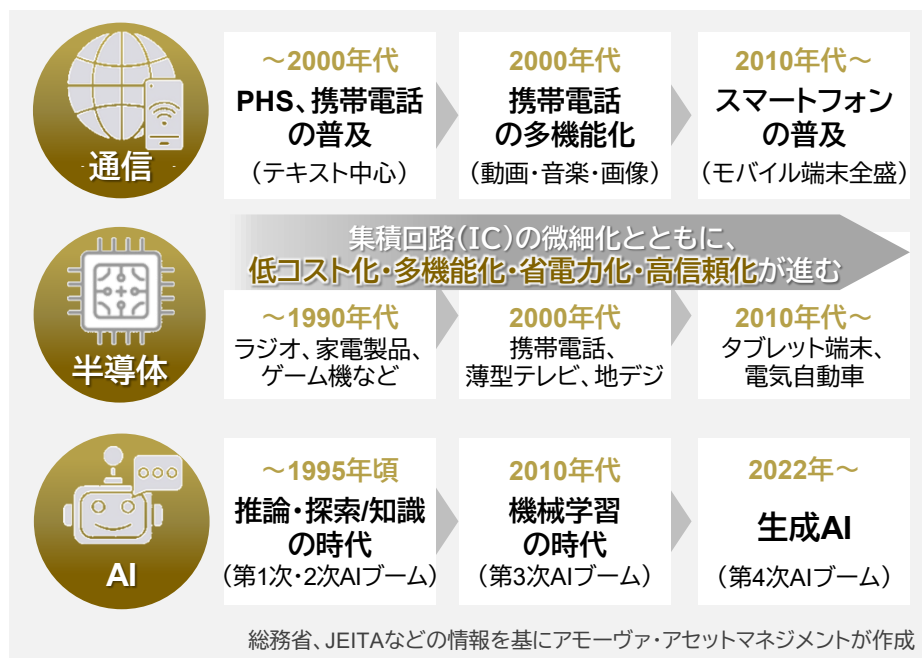 通信
～2000年代
PHS、携帯電話
の普及
（テキスト中心）
2000年代
携帯電話
の多機能化
（動画・音楽・画像）
2010年代～
スマートフォン
の普及
（モバイル端末全盛）
半導体
集積回路（IC）の微細化とともに、
低コスト化・多機能化・省電力化・高信頼化が進む
～1990年代
ラジオ、家電製品、
ゲーム機など
2000年代
携帯電話、
薄型テレビ、地デジ
2010年代～
タブレット端末、
電気自動車
AI
～1995年頃
推論・探索/知識
の時代
（第1次・2次AIブーム）
2010年代
機械学習
の時代
（第3次AIブーム）
2022年～
生成AI
（第4次AIブーム）
総務省、JEITAなどの情報を基にアモーヴァ・アセットマネジメントが作成